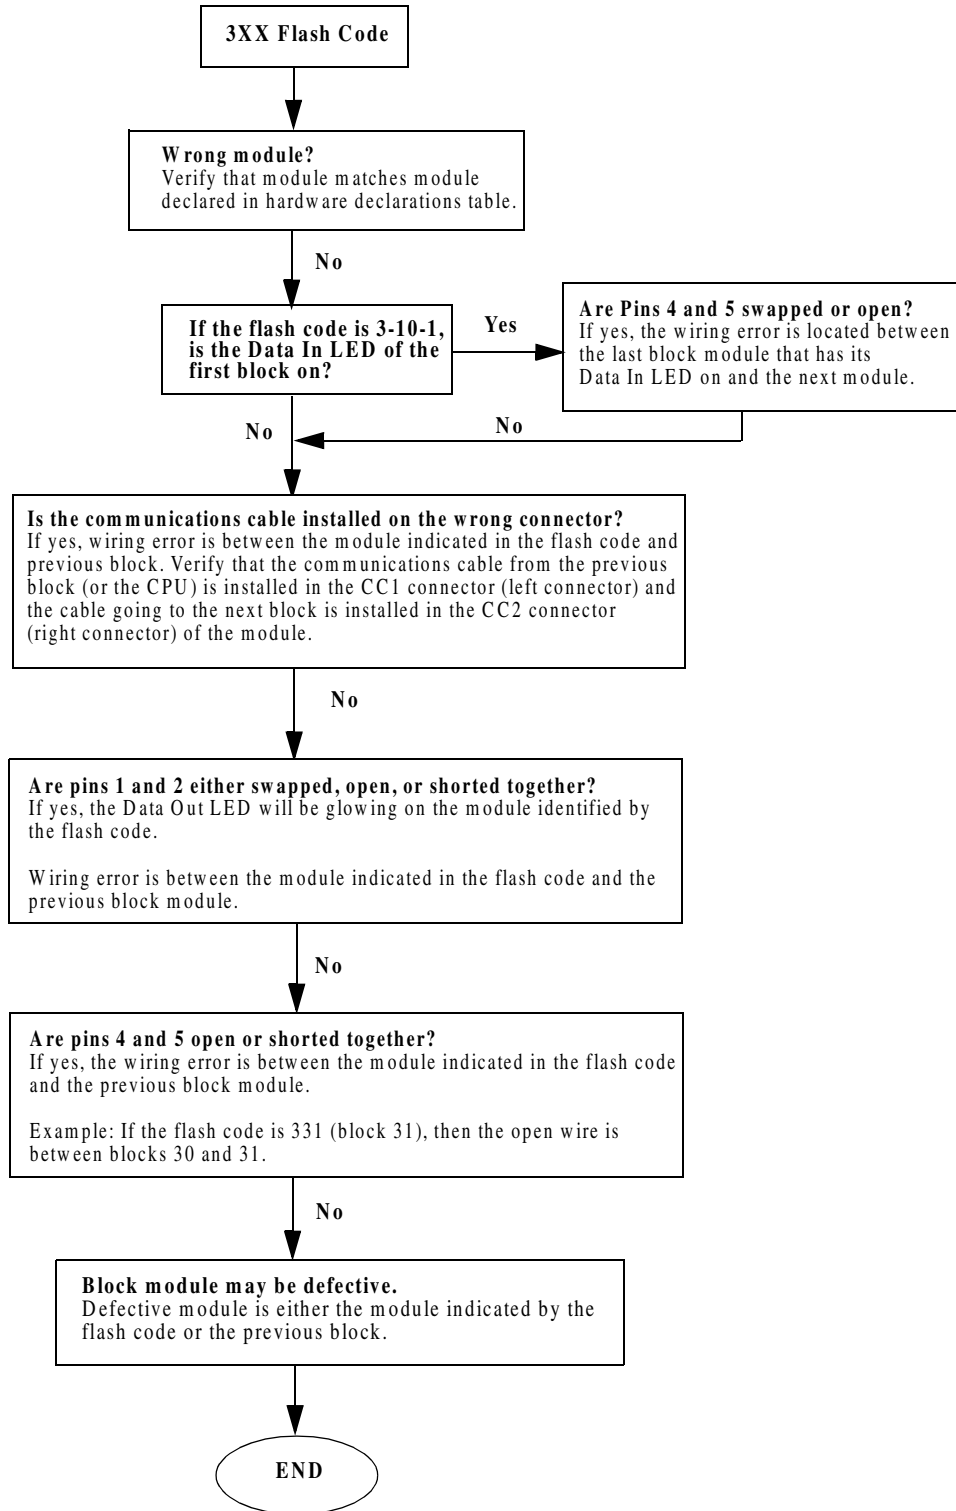 3XX Flash Code
Wrong module?
Verify that module matches module
declared in hardware declarations table.
No
If the flash code is 3-10-1,
is the Data In LED of the
first block on?
Yes
Are Pins 4 and 5 swapped or open?
If yes, the wiring error is located between
the last block module that has its
Data In LED on and the next module.
No
No
Is the communications cable installed on the wrong connector?
If yes, wiring error is between the module indicated in the flash code and
previous block. Verify that the communications cable from the previous
block (or the CPU) is installed in the CC1 connector (left connector) and
the cable going to the next block is installed in the CC2 connector
(right connector) of the module.
No
Are pins 1 and 2 either swapped, open, or shorted together?
If yes, the Data Out LED will be glowing on the module identified by
the flash code.
Wiring error is between the module indicated in the flash code and the
previous block module.
No
Are pins 4 and 5 open or shorted together?
If yes, the wiring error is between the module indicated in the flash code
and the previous block module.
Example: If the flash code is 331 (block 31), then the open wire is
between blocks 30 and 31.
No
Block module may be defective.
Defective module is either the module indicated by the
flash code or the previous block.
END